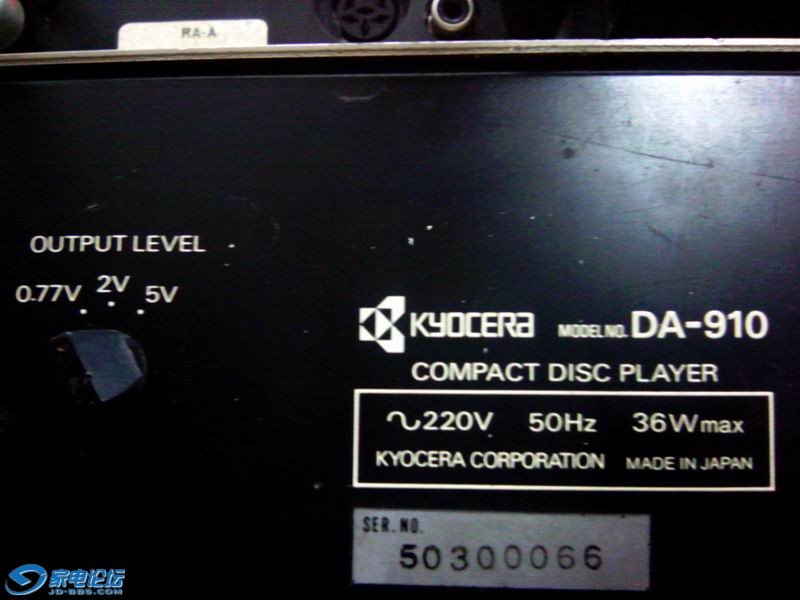 RA-A
OUTPUT LEVEL
0.77V 2V 5V
KYOCERA MODEL NO. DA-910
COMPACT DISC PLAYER
~220V 50Hz 36W max
KYOCERA CORPORATION MADE IN JAPAN
SER. NO.
50300066
家电论坛
JD-BBS.COM